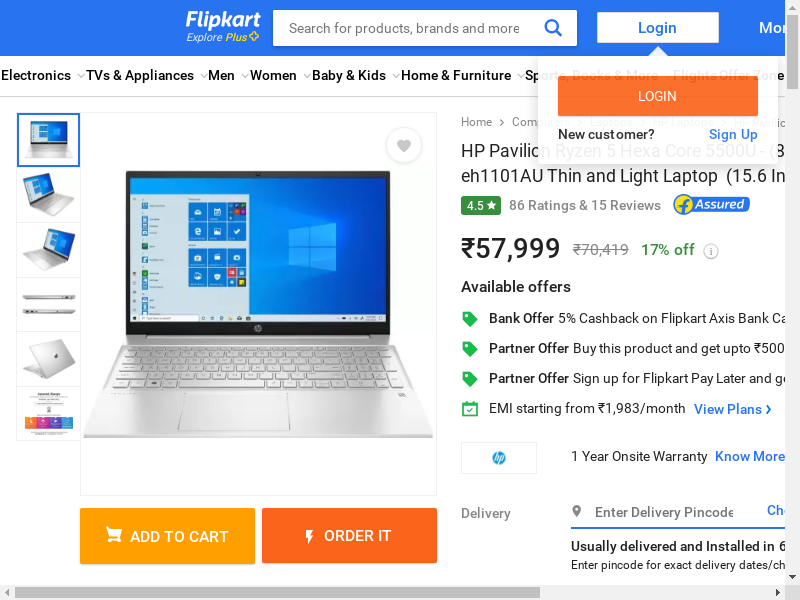 Flipkart
Explore Plus
Search for products, brands and more
Login
Mor
Electronics
TVs & Appliances
Men
Women
Baby & Kids
Home & Furniture
Sports, Books & More
Flights
Offer Zone
LOGIN
New customer? Sign Up
Home
HP Pavilion Ryzen 5 Hexa Core 5500U - (8
eh1101AU Thin and Light Laptop (15.6 In
4.5
86 Ratings & 15 Reviews
Assured
₹57,999 ₹70,419 17% off
Available offers
Bank Offer 5% Cashback on Flipkart Axis Bank Ca
Partner Offer Buy this product and get upto ₹500
Partner Offer Sign up for Flipkart Pay Later and ge
EMI starting from ₹1,983/month View Plans
hp
1 Year Onsite Warranty Know More
Delivery
Enter Delivery Pincode
Che
Usually delivered and Installed in 6
Enter pincode for exact delivery dates/ch
ADD TO CART
ORDER IT